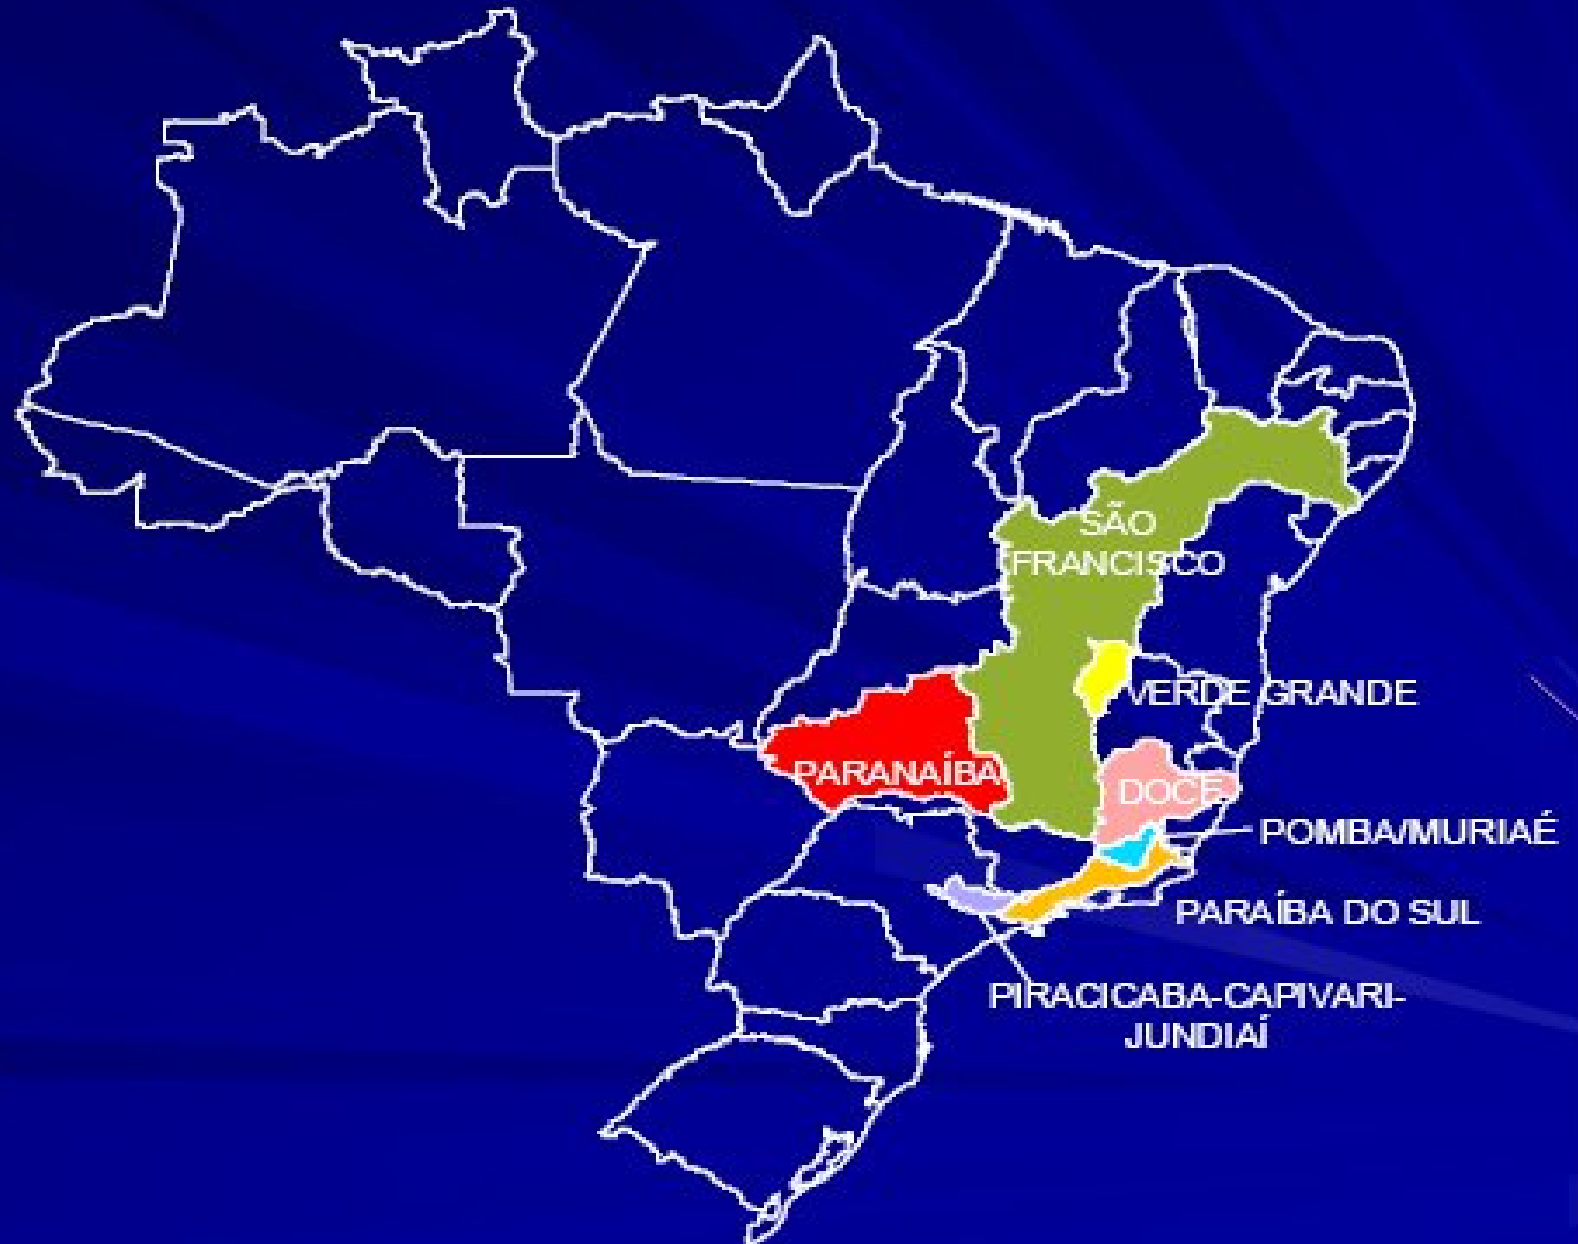 SÃO
FRANCISCO
VERDE GRANDE
PARANAÍBA
DOCE
POMBA/MURIAÉ
PARAÍBA DO SUL
PIRACICABA-CAPIVARI-
JUNDIAÍ